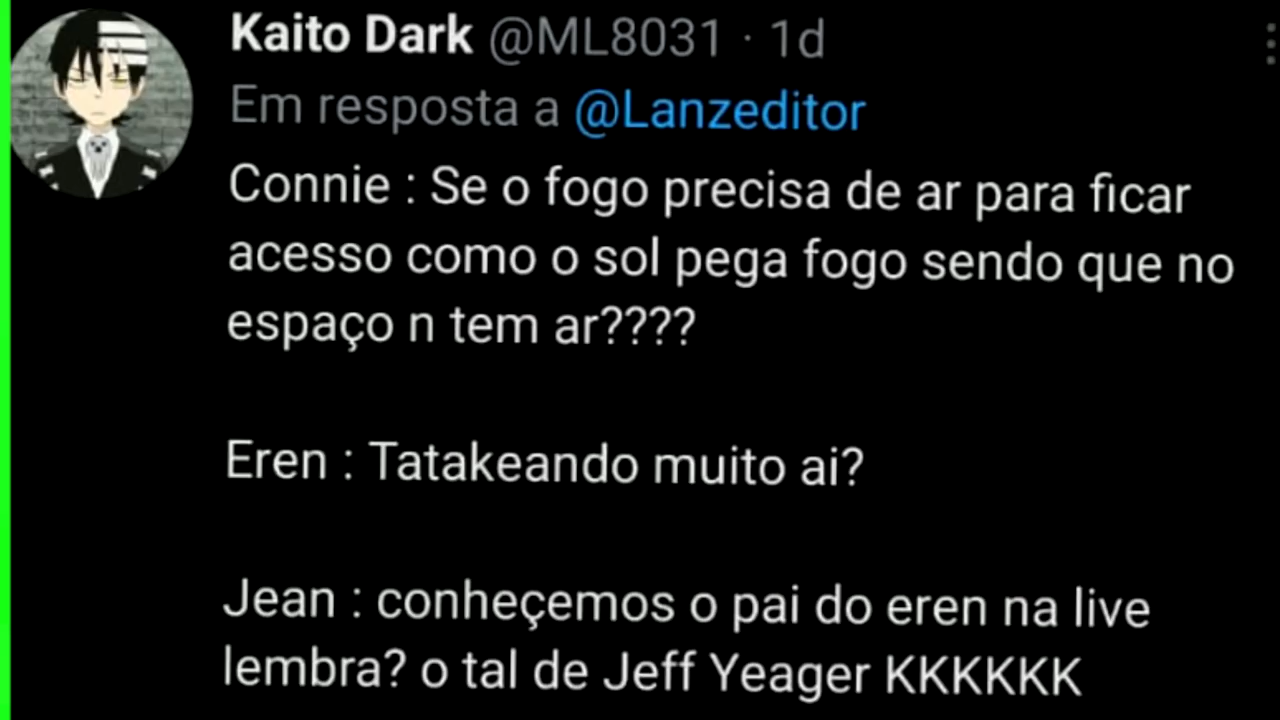 Kaito Dark @ML8031 · 1d
Em resposta a @Lanzeditor
Connie : Se o fogo precisa de ar para ficar
acesso como o sol pega fogo sendo que no
espaço n tem ar????
Eren : Tatakeando muito ai?
Jean : conheçemos o pai do eren na live
lembra? o tal de Jeff Yeager KKKKKK